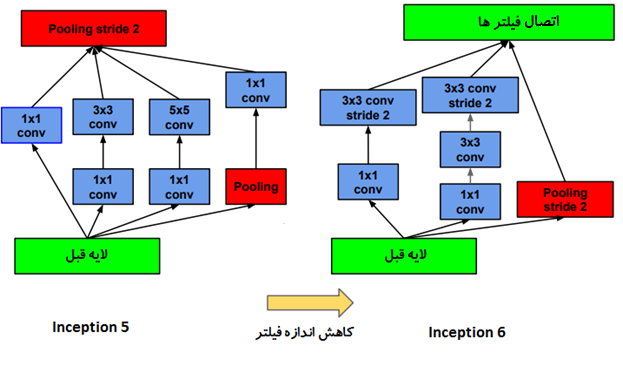 Pooling stride 2
1x1
conv
3x3
conv
5x5
conv
1x1
conv
1x1
conv
1x1
conv
Pooling
لایه قبل
Inception 5
کاهش اندازه فیلتر
اتصال فیلتر ها
3x3 conv
stride 2
3x3 conv
stride 2
3x3
conv
1x1
conv
1x1
conv
Pooling
stride 2
لایه قبل
Inception 6